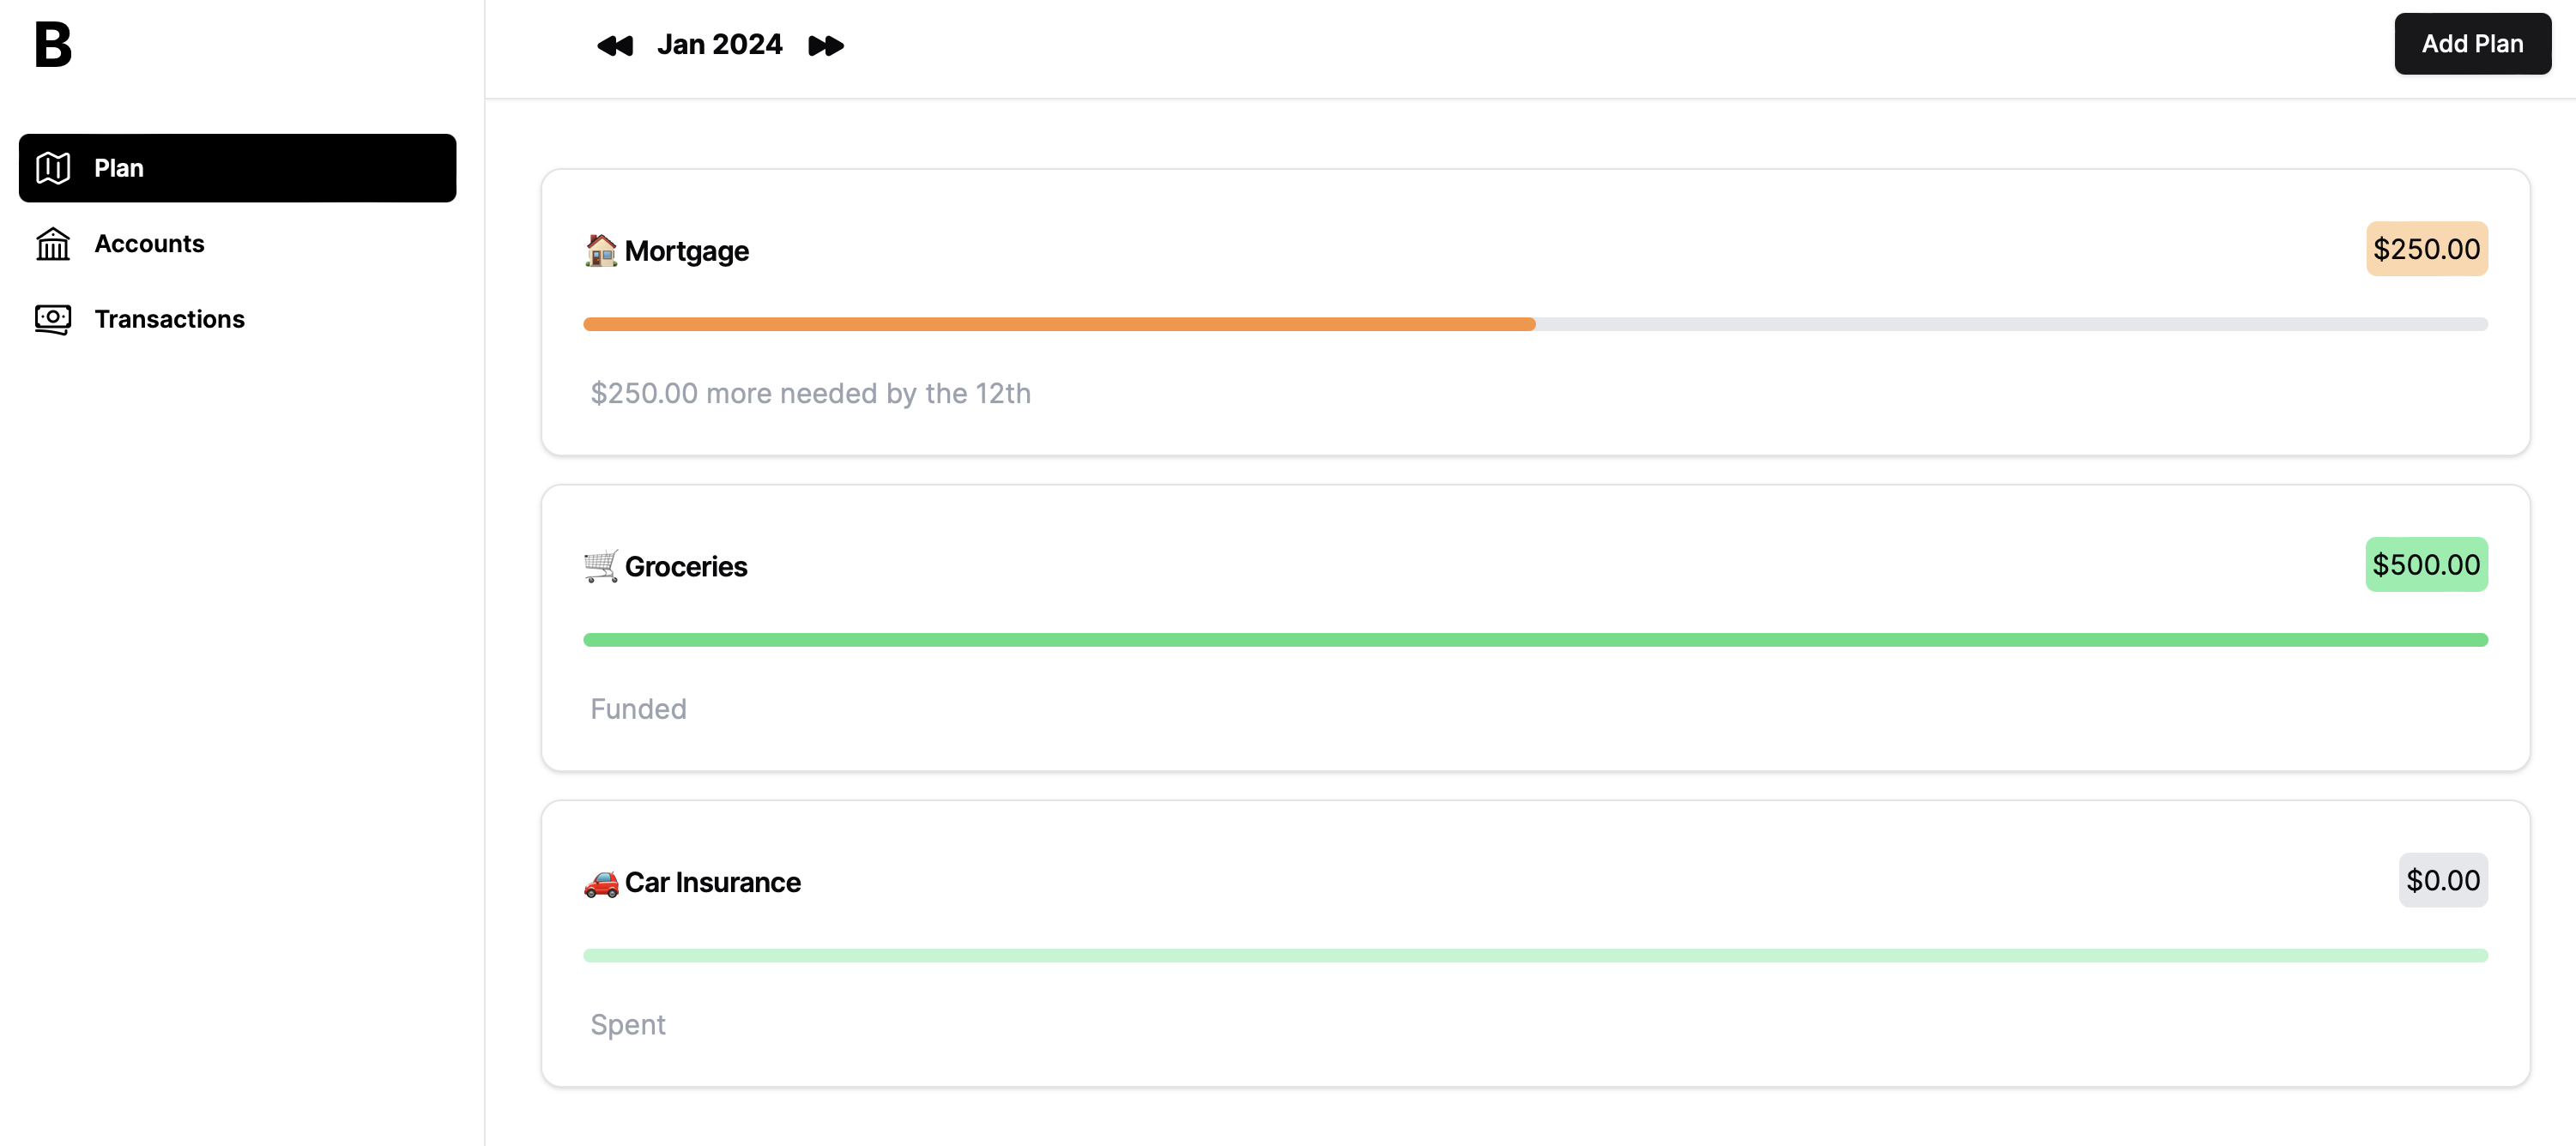 B
Jan 2024
Add Plan
Plan
Accounts
Transactions
Mortgage
$250.00
$250.00 more needed by the 12th
Groceries
$500.00
Funded
Car Insurance
$0.00
Spent